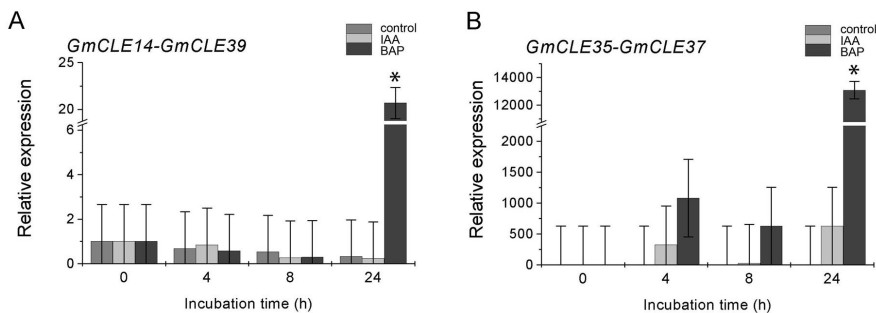 A
GmCLE14-GmCLE39
control
IAA
BAP
Relative expression
25
20
6
4
2
0
*
0 4 8 24
Incubation time (h)
B
GmCLE35-GmCLE37
control
IAA
BAP
Relative expression
14000
12000
2000
1500
1000
500
0
*
0 4 8 24
Incubation time (h)